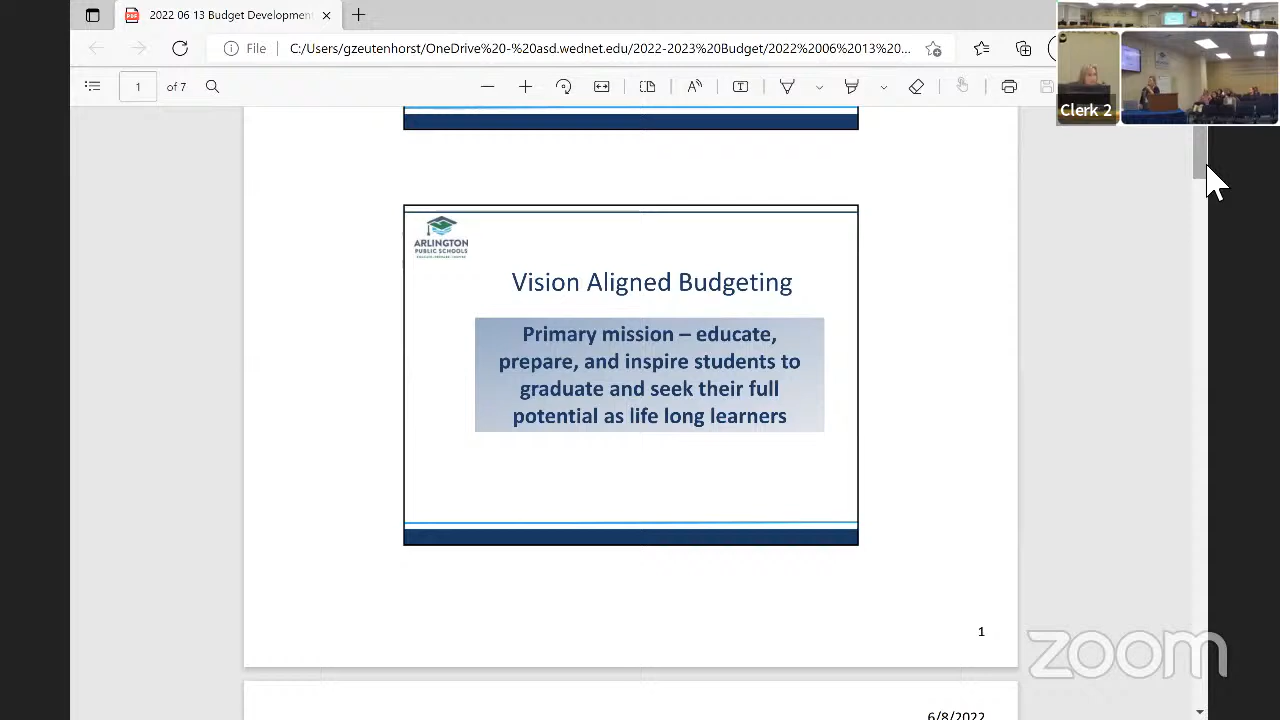 2022 06 13 Budget Developmen
File
C:/Users/gzeutenhorst/OneDrive%20-%20asd.wednet.edu/2022-2023%20Budget/2022%2006%2013%20...
1
of 7
Clerk 2
ARLINGTON
PUBLIC SCHOOLS
Vision Aligned Budgeting
Primary mission – educate,
prepare, and inspire students to
graduate and seek their full
potential as life long learners
1
zoom
6/8/2022